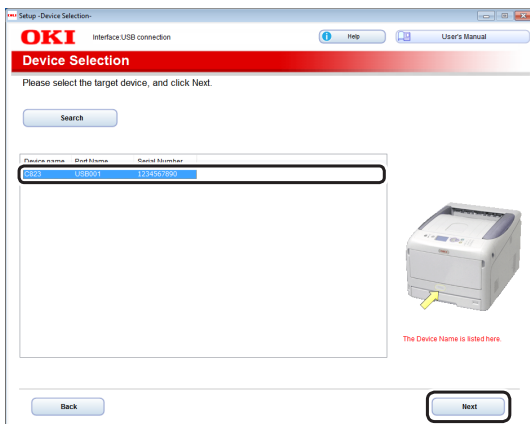 OKI Setup -Device Selection-
OKI Interface:USB connection Help User's Manual
Device Selection
Please select the target device, and click Next.
Search
Device name Port Name Serial Number
C823 USB001 1234567890
The Device Name is listed here
Back Next